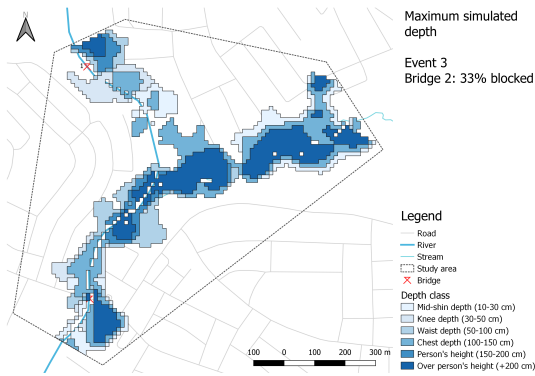 Maximum simulated
depth
Event 3
Bridge 2: 33% blocked
N
1
Legend
Road
River
Stream
Study area
Bridge
Depth class
Mid-shin depth (10-30 cm)
Knee depth (30-50 cm)
Waist depth (50-100 cm)
Chest depth (100-150 cm)
Person's height (150-200 cm)
Over person's height (+200 cm)
100 0 100 200 300 m